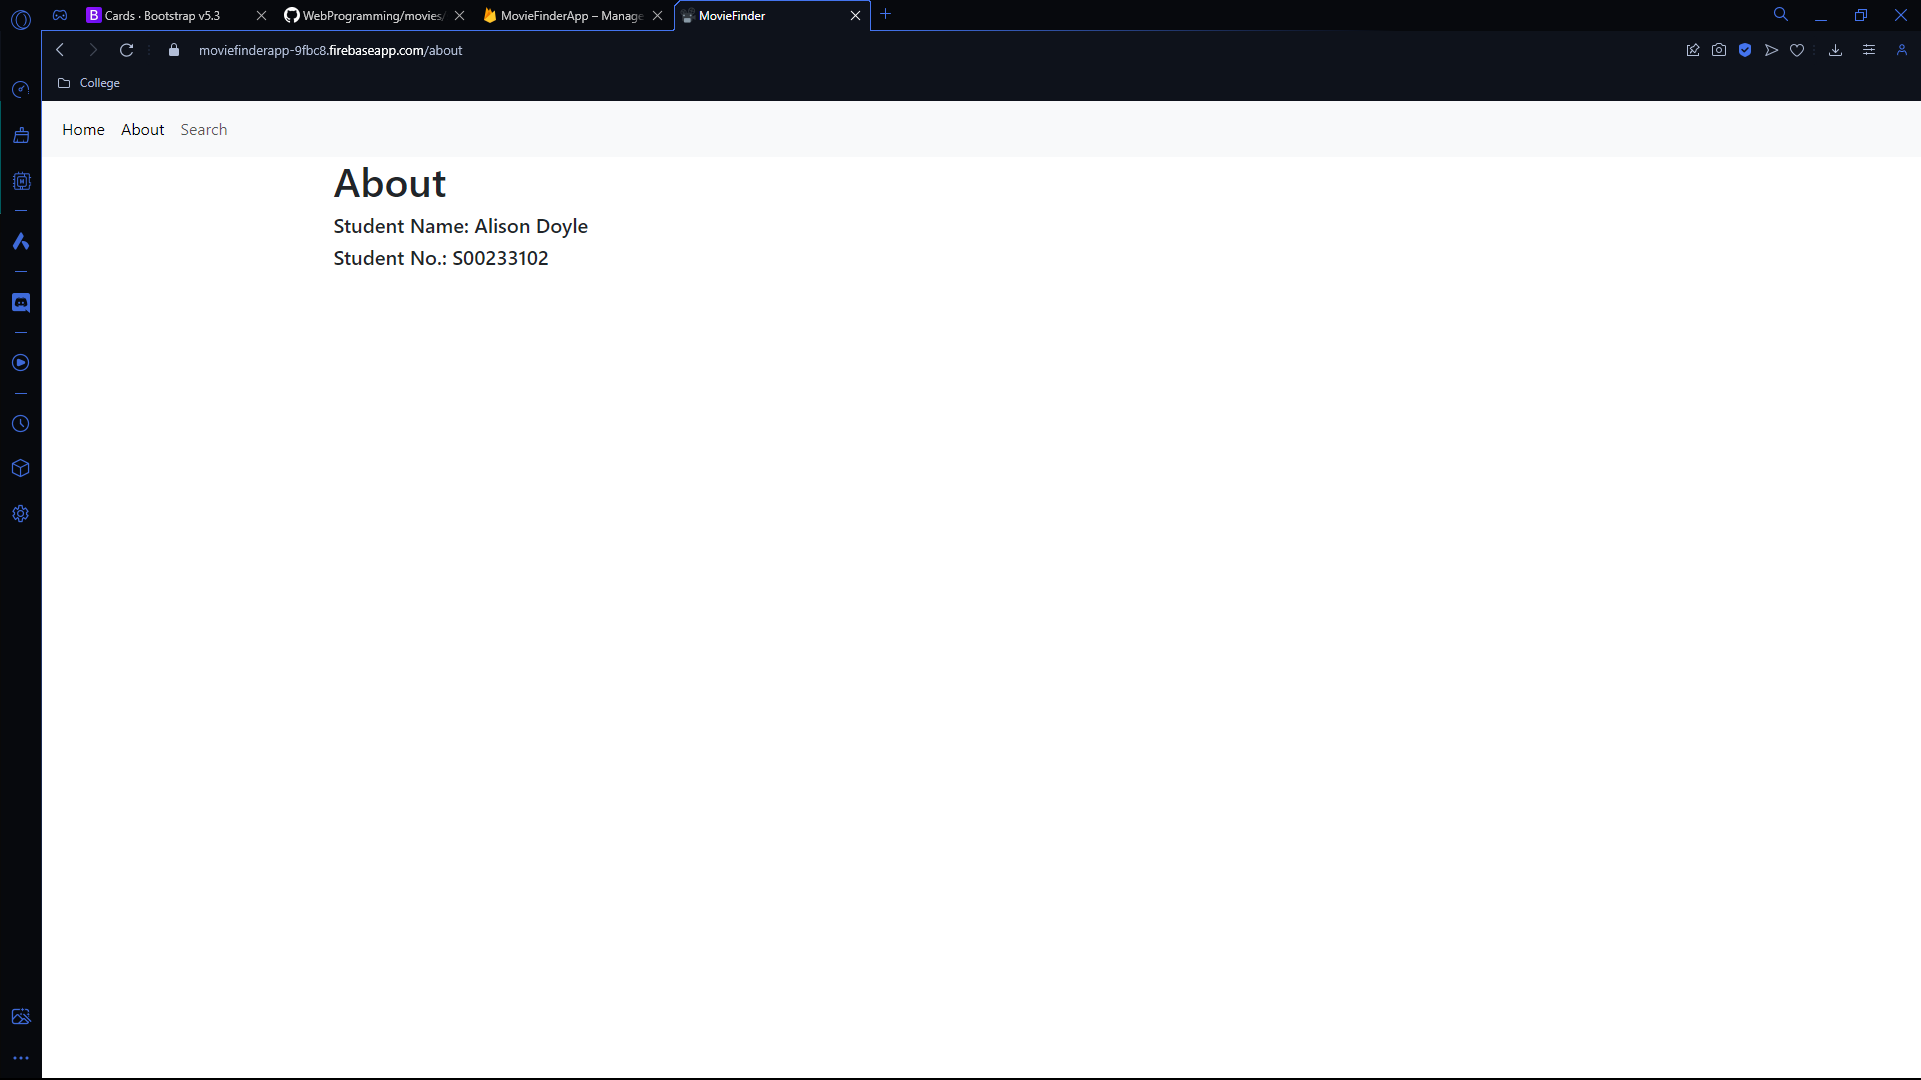 Cards · Bootstrap v5.3
WebProgramming/movies/
MovieFinderApp – Manage
MovieFinder
moviefinderapp-9fbc8.firebaseapp.com/about
College
Home About Search
About
Student Name: Alison Doyle
Student No.: S00233102